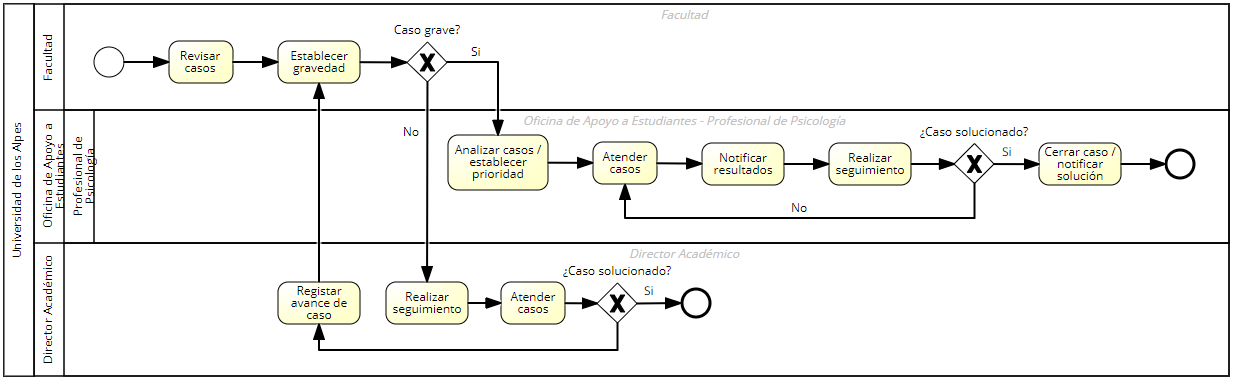 Universidad de los Alpes
Facultad
Facultad
Revisar
casos
Establecer
gravedad
Caso grave?
Si
No
Oficina de Apoyo a
Estudiantes
Profesional de
Psicología
Oficina de Apoyo a Estudiantes - Profesional de Psicología
Analizar casos /
establecer
prioridad
Atender
casos
Notificar
resultados
Realizar
seguimiento
¿Caso solucionado?
Si
No
Cerrar caso /
notificar
solución
Director Académico
Director Académico
Registar
avance de
caso
Realizar
seguimiento
Atender
casos
¿Caso solucionado?
Si